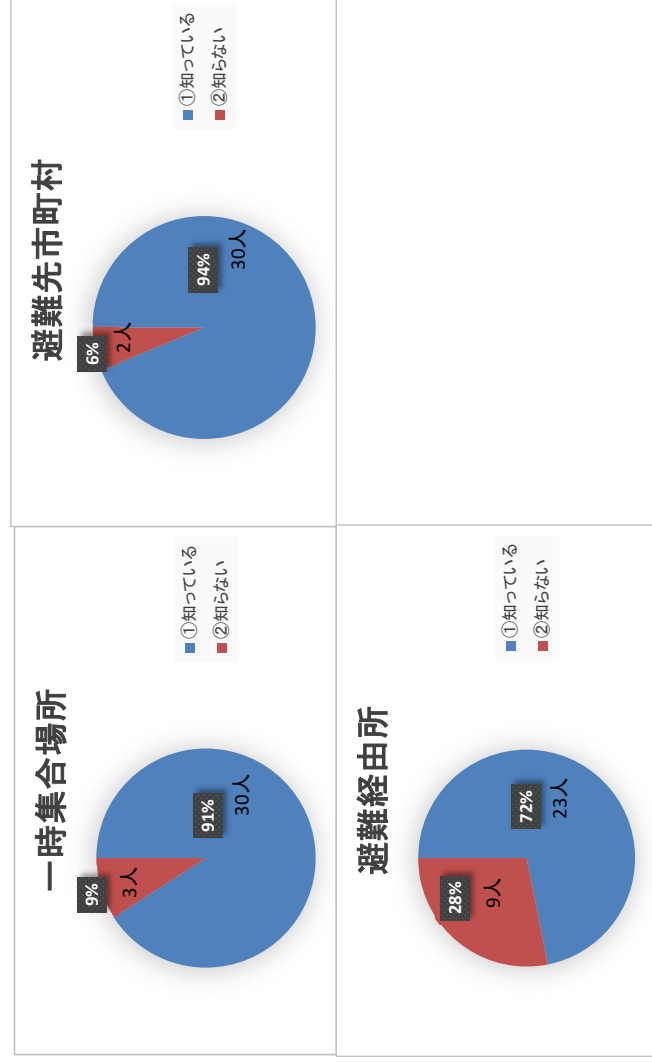 一時集合場所
9%
3人
91%
30人
■①知っている
■②知らない
避難先市町村
6%
2人
94%
30人
■①知っている
■②知らない
避難経由所
28%
9人
72%
23人
■①知っている
■②知らない